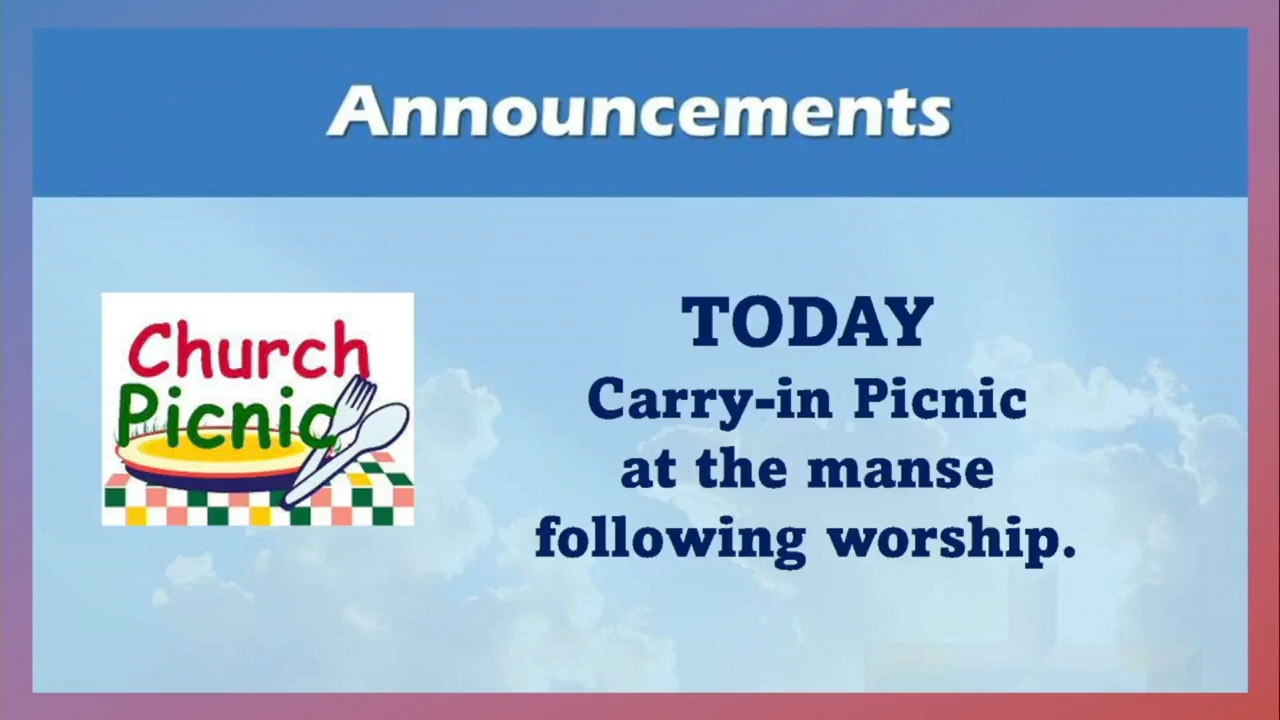 Announcements
Church
Picnic
TODAY
Carry-in Picnic
at the manse
following worship.